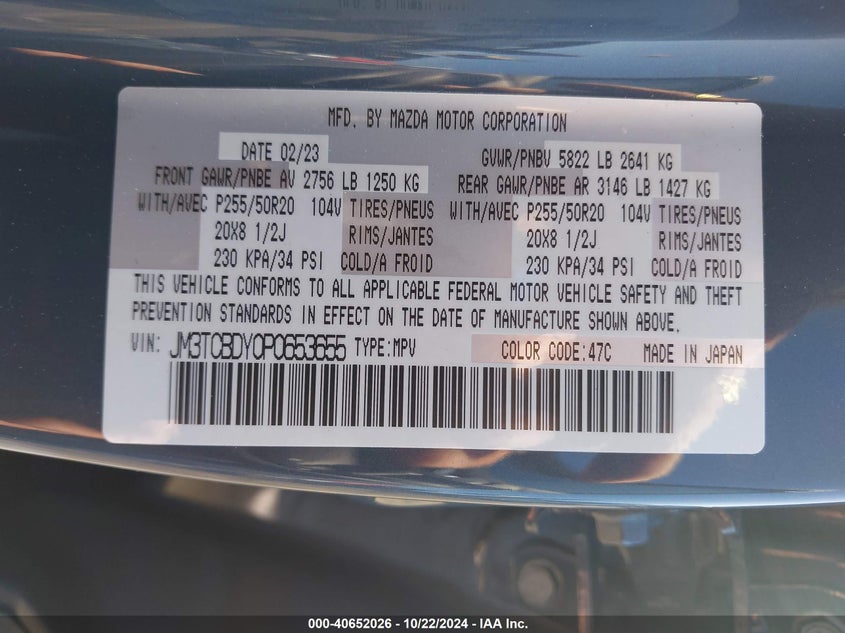 MFD. BY MAZDA MOTOR CORPORATION
DATE 02/23 GVWR/PNBV 5822 LB 2641 KG
FRONT GAWR/PNBE AV 2756 LB 1250 KG REAR GAWR/PNBE AR 3146 LB 1427 KG
WITH/AVEC P255/50R20 104V TIRES/PNEUS WITH/AVEC P255/50R20 104V TIRES/PNEUS
20X8 1/2J RIMS/JANTES 20X8 1/2J RIMS/JANTES
230 KPA/34 PSI COLD/A FROID 230 KPA/34 PSI COLD/A FROID
THIS VEHICLE CONFORMS TO ALL APPLICABLE FEDERAL MOTOR VEHICLE SAFETY AND THEFT
PREVENTION STANDARDS IN EFFECT ON THE DATE OF MANUFACTURE SHOWN ABOVE.
VIN: JM3TCBDY0P0653655 TYPE:MPV COLOR CODE:47C MADE IN JAPAN
000-40652026 - 10/22/2024 - IAA Inc.